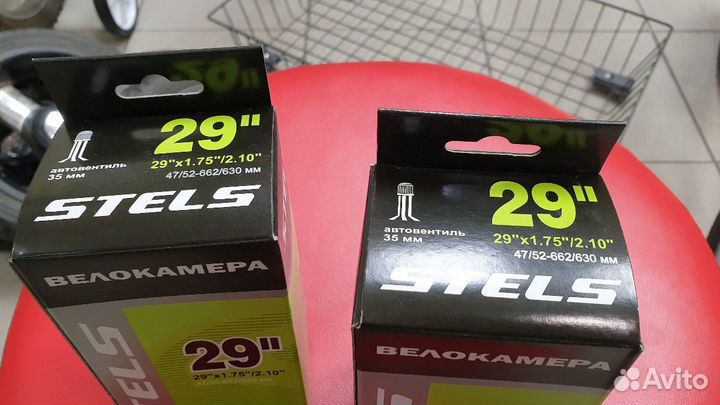 29"
29"x1.75"/2.10"
47/52-662/630 мм
автовентиль
35 мм
STELS
ВЕЛОКАМЕРА
29"
29"x1.75"/2.10"
STELS
29"
29"x1.75"/2.10"
47/52-662/630 мм
автовентиль
35 мм
STELS
ВЕЛОКАМЕРА
Avito